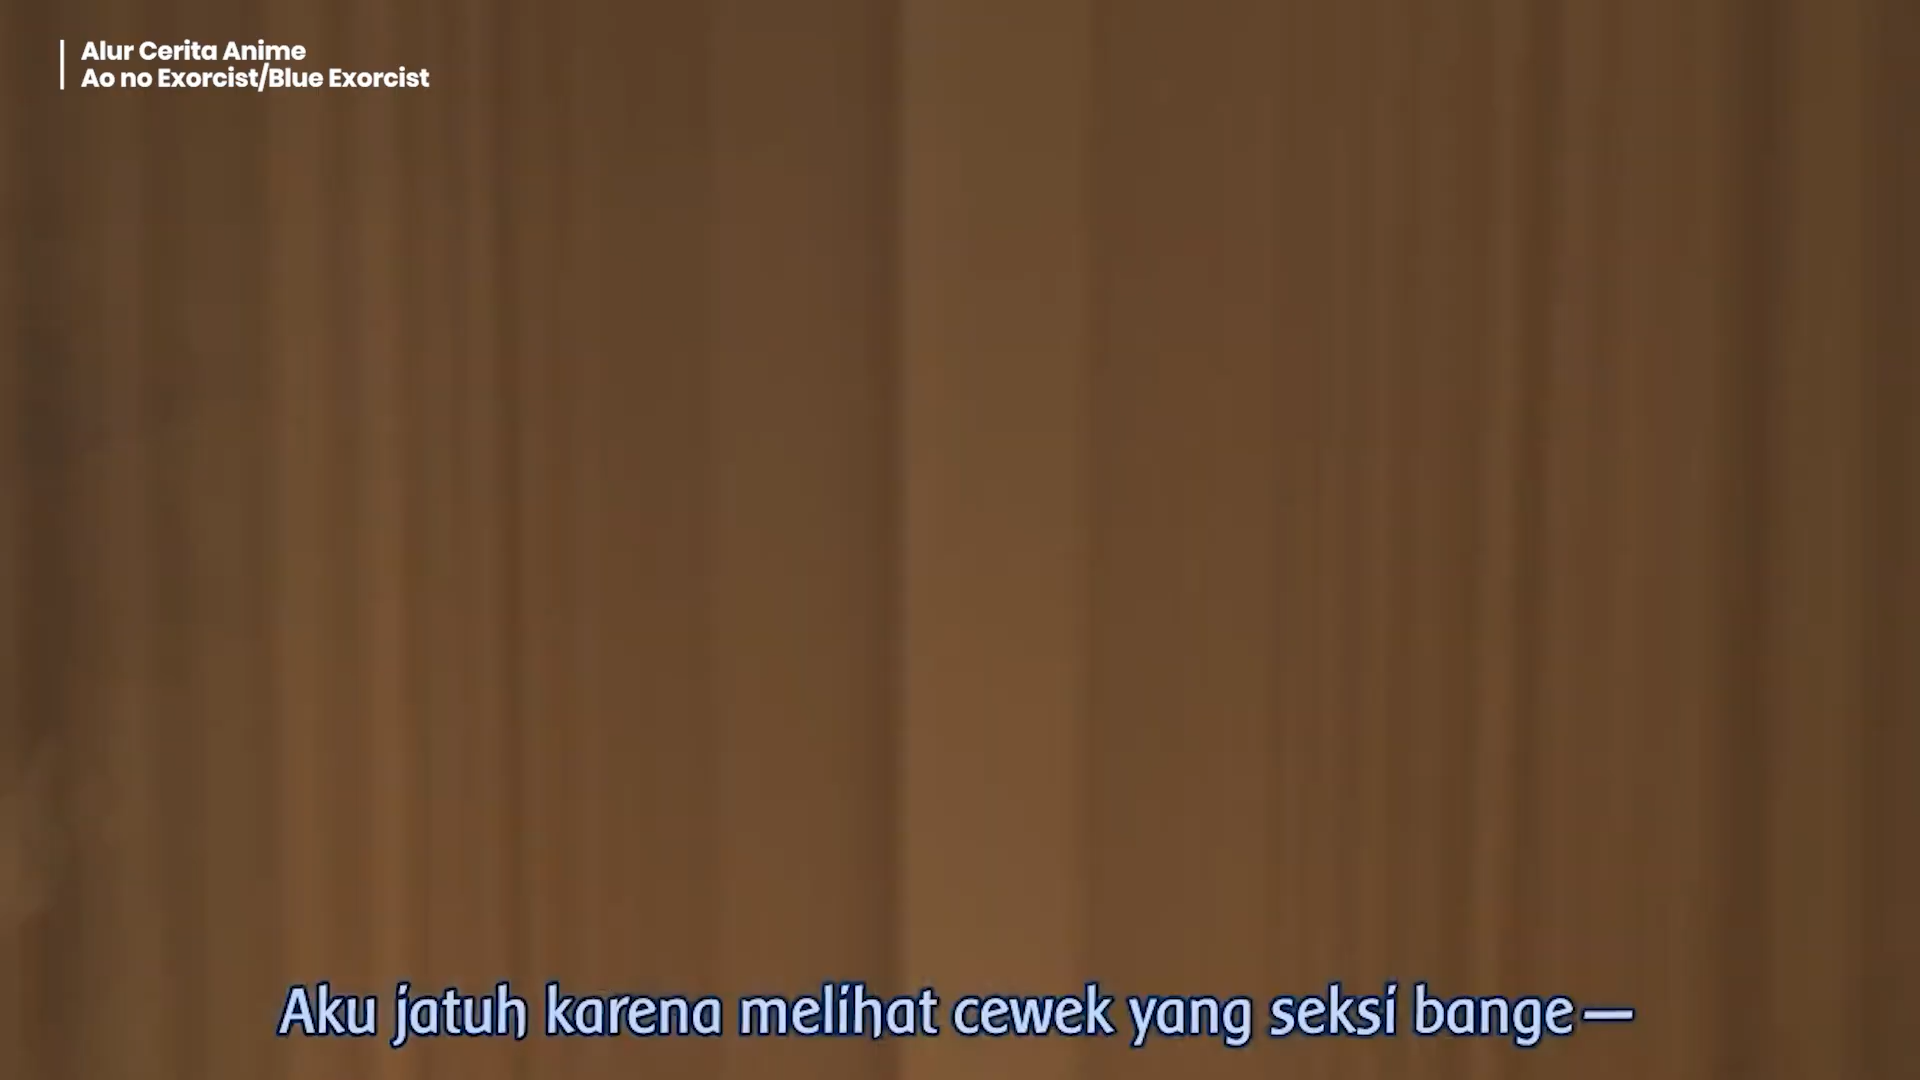 Alur Cerita Anime
Ao no Exorcist/Blue Exorcist
Aku jatuh karena melihat cewek yang seksi bange—